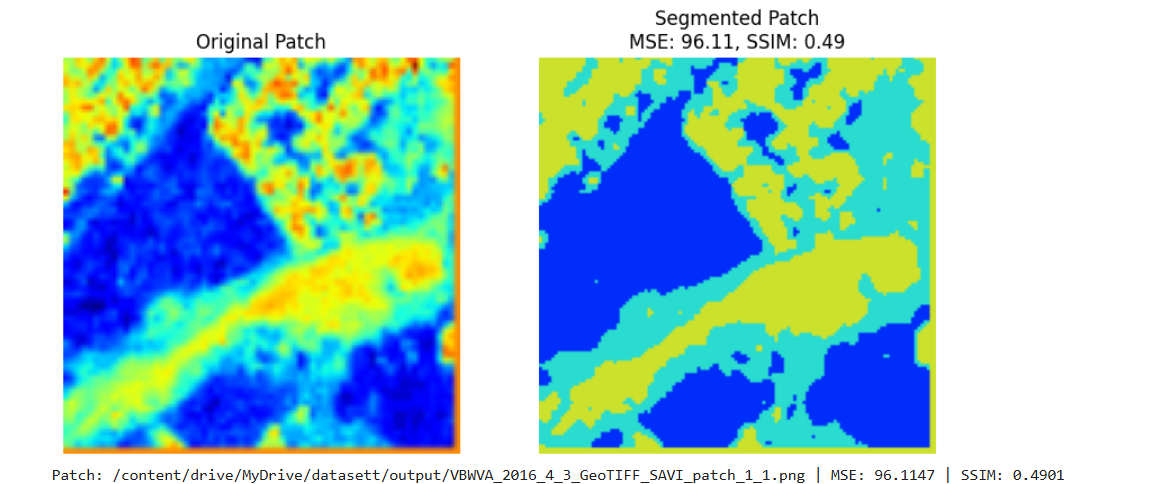 Original Patch
Segmented Patch
MSE: 96.11, SSIM: 0.49
Patch: /content/drive/MyDrive/datasett/output/VBWVA_2016_4_3_GeoTIFF_SAVI_patch_1_1.png | MSE: 96.1147 | SSIM: 0.4901